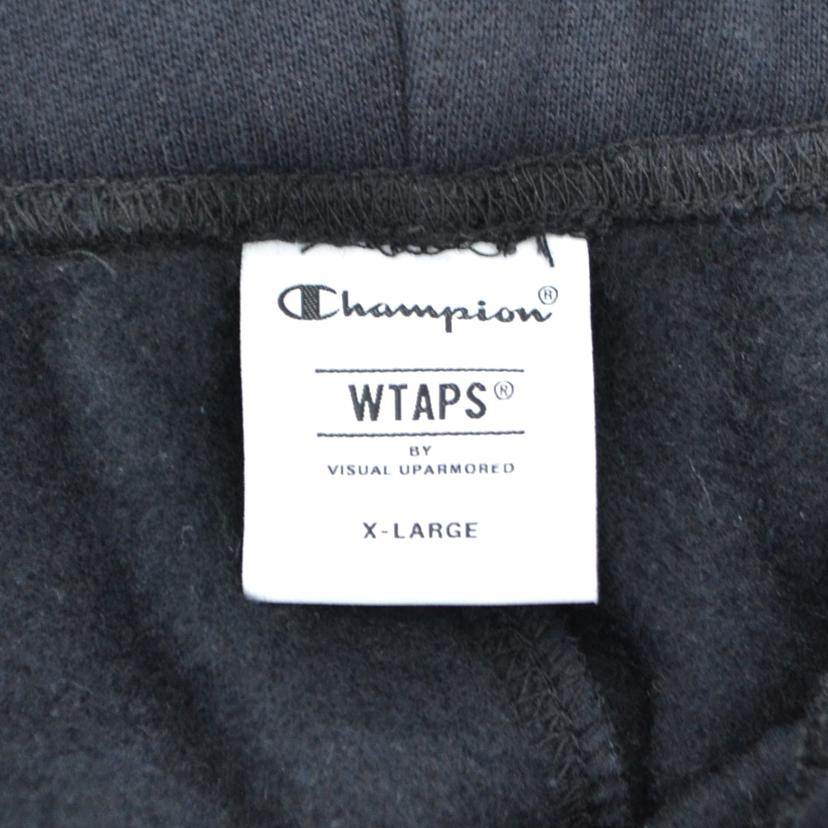 Champion®
WTAPS®
BY
VISUAL UPARMORED
X-LARGE